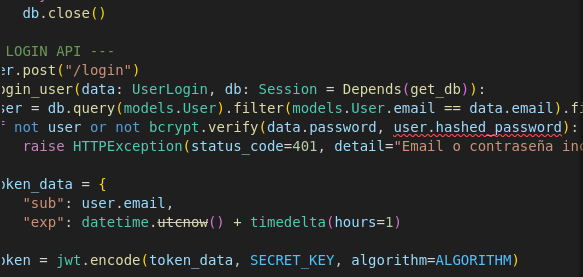 db.close()
LOGIN API ---
er.post("/login")
ogin_user(data: UserLogin, db: Session = Depends(get_db)):
ser = db.query(models.User).filter(models.User.email == data.email).fi
f not user or not bcrypt.verify(data.password, user.hashed_password):
raise HTTPException(status_code=401, detail="Email o contraseña inc
oken_data = {
"sub": user.email,
"exp": datetime.utcnow() + timedelta(hours=1)
oken = jwt.encode(token_data, SECRET_KEY, algorithm=ALGORITHM)